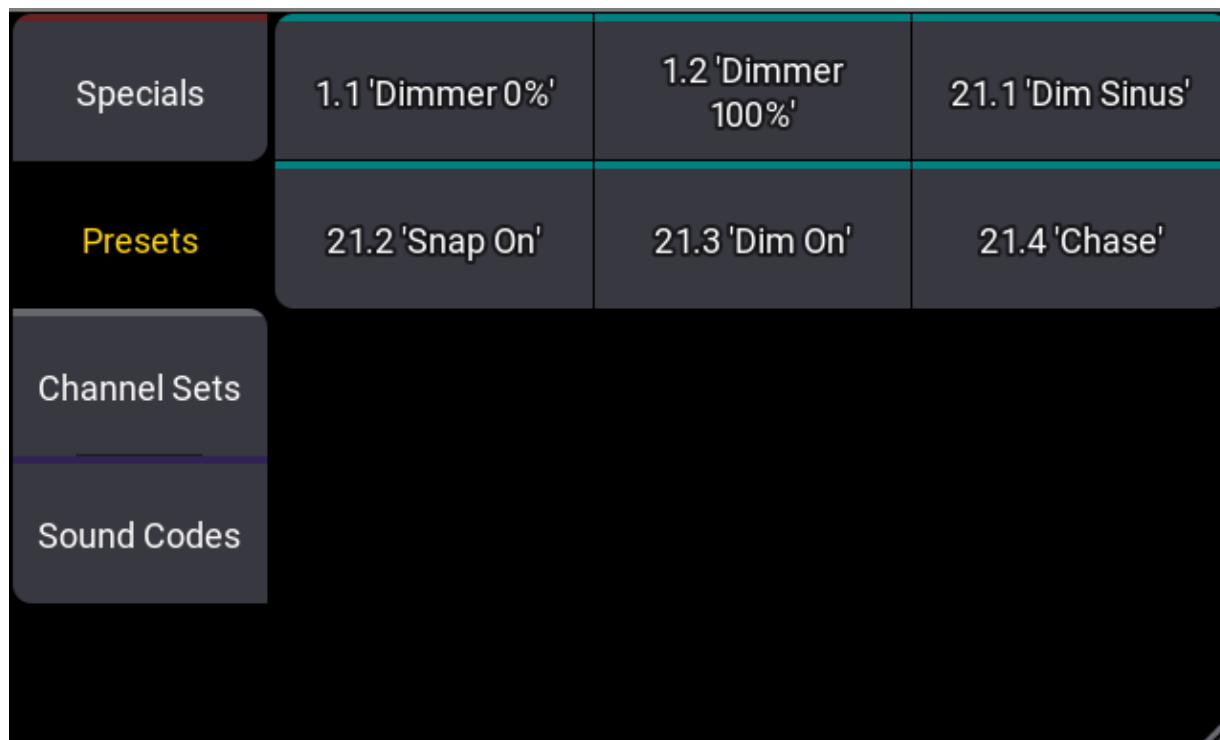 Specials
1.1 'Dimmer 0%'
1.2 'Dimmer
100%'
21.1 'Dim Sinus'
Presets
21.2 'Snap On'
21.3 'Dim On'
21.4 'Chase'
Channel Sets
Sound Codes